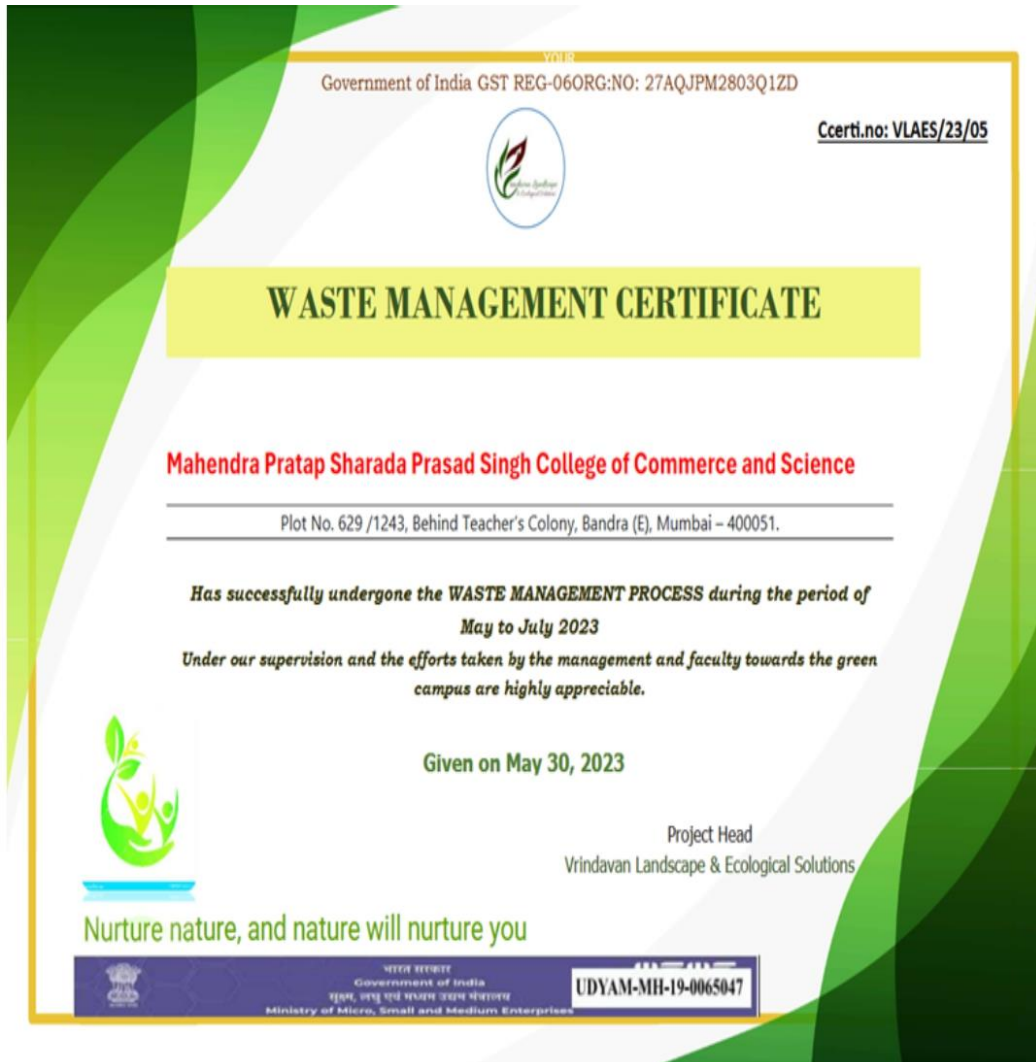 YOUR
Government of India GST REG-06ORG:NO: 27AQJPM2803Q1ZD
Ccerti.no: VLAES/23/05
WASTE MANAGEMENT CERTIFICATE
Mahendra Pratap Sharada Prasad Singh College of Commerce and Science
Plot No. 629 /1243, Behind Teacher's Colony, Bandra (E), Mumbai – 400051.
Has successfully undergone the WASTE MANAGEMENT PROCESS during the period of
May to July 2023
Under our supervision and the efforts taken by the management and faculty towards the green
campus are highly appreciable.
Given on May 30, 2023
Project Head
Vrindavan Landscape & Ecological Solutions
Nurture nature, and nature will nurture you
भारत सरकार
Government of India
सूक्ष्म, लघु एवं मध्यम उद्यम मंत्रालय
Ministry of Micro, Small and Medium Enterprises
UDYAM-MH-19-0065047